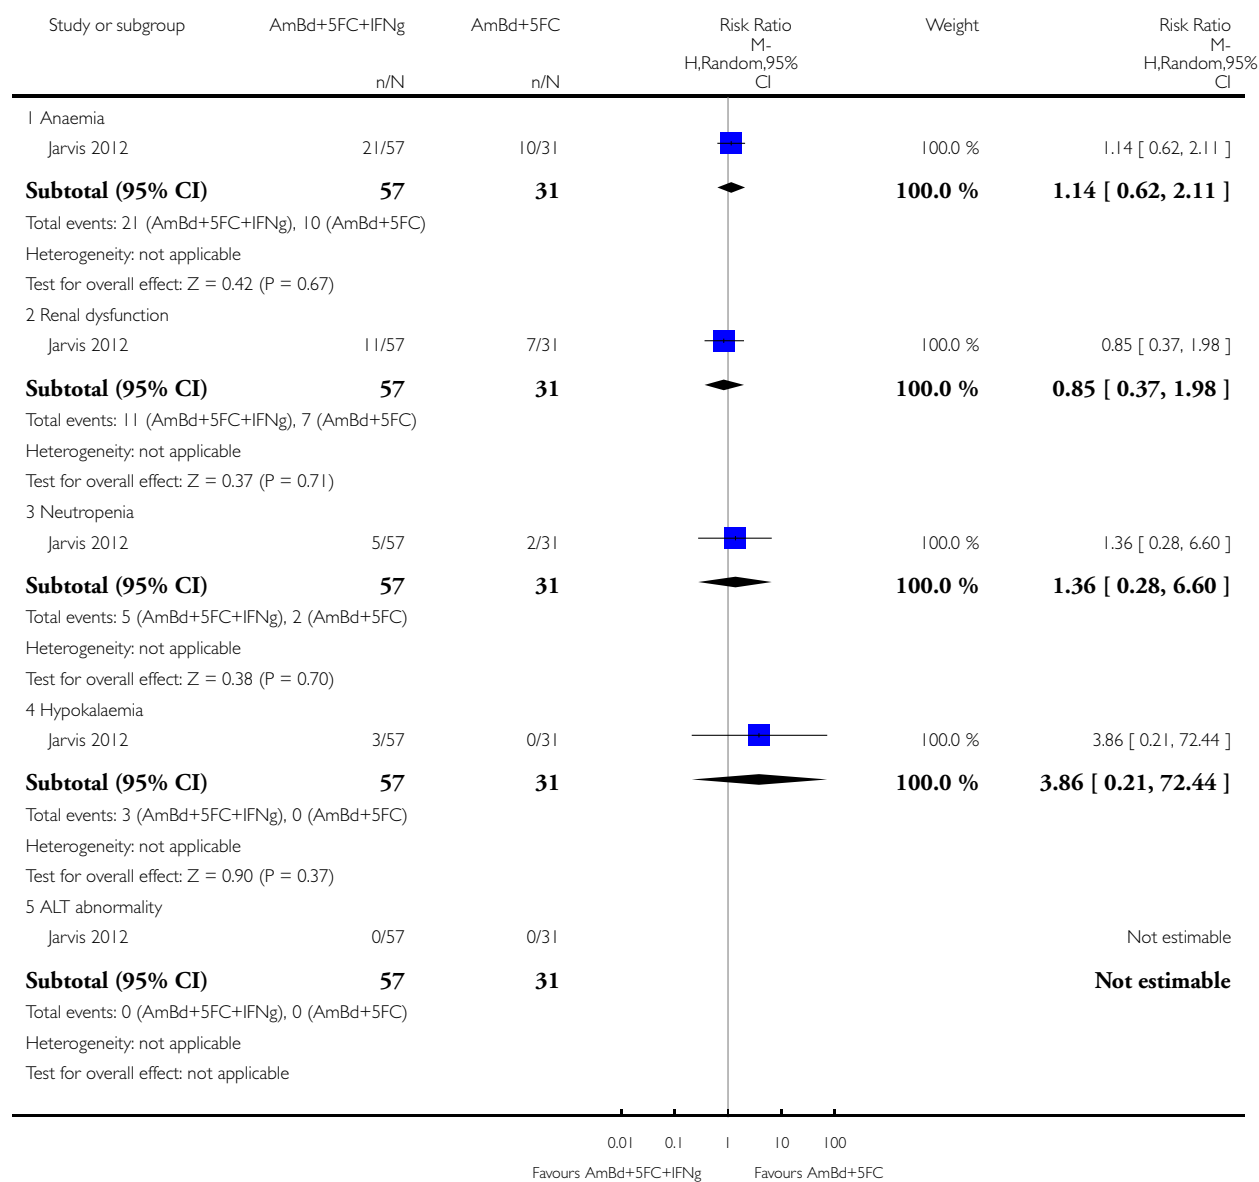 Study or subgroup AmBd+5FC+IFNg AmBd+5FC Risk Ratio Weight Risk Ratio
M- M-
H,Random,95% H,Random,95%
n/N n/N CI CI
1 Anaemia
Jarvis 2012 21/57 10/31 100.0 % 1.14 [ 0.62, 2.11 ]
Subtotal (95% CI) 57 31 100.0 % 1.14 [ 0.62, 2.11 ]
Total events: 21 (AmBd+5FC+IFNg), 10 (AmBd+5FC)
Heterogeneity: not applicable
Test for overall effect: Z = 0.42 (P = 0.67)
2 Renal dysfunction
Jarvis 2012 11/57 7/31 100.0 % 0.85 [ 0.37, 1.98 ]
Subtotal (95% CI) 57 31 100.0 % 0.85 [ 0.37, 1.98 ]
Total events: 11 (AmBd+5FC+IFNg), 7 (AmBd+5FC)
Heterogeneity: not applicable
Test for overall effect: Z = 0.37 (P = 0.71)
3 Neutropenia
Jarvis 2012 5/57 2/31 100.0 % 1.36 [ 0.28, 6.60 ]
Subtotal (95% CI) 57 31 100.0 % 1.36 [ 0.28, 6.60 ]
Total events: 5 (AmBd+5FC+IFNg), 2 (AmBd+5FC)
Heterogeneity: not applicable
Test for overall effect: Z = 0.38 (P = 0.70)
4 Hypokalaemia
Jarvis 2012 3/57 0/31 100.0 % 3.86 [ 0.21, 72.44 ]
Subtotal (95% CI) 57 31 100.0 % 3.86 [ 0.21, 72.44 ]
Total events: 3 (AmBd+5FC+IFNg), 0 (AmBd+5FC)
Heterogeneity: not applicable
Test for overall effect: Z = 0.90 (P = 0.37)
5 ALT abnormality
Jarvis 2012 0/57 0/31 Not estimable
Subtotal (95% CI) 57 31 Not estimable
Total events: 0 (AmBd+5FC+IFNg), 0 (AmBd+5FC)
Heterogeneity: not applicable
Test for overall effect: not applicable
0.01 0.1 1 10 100
Favours AmBd+5FC+IFNg Favours AmBd+5FC